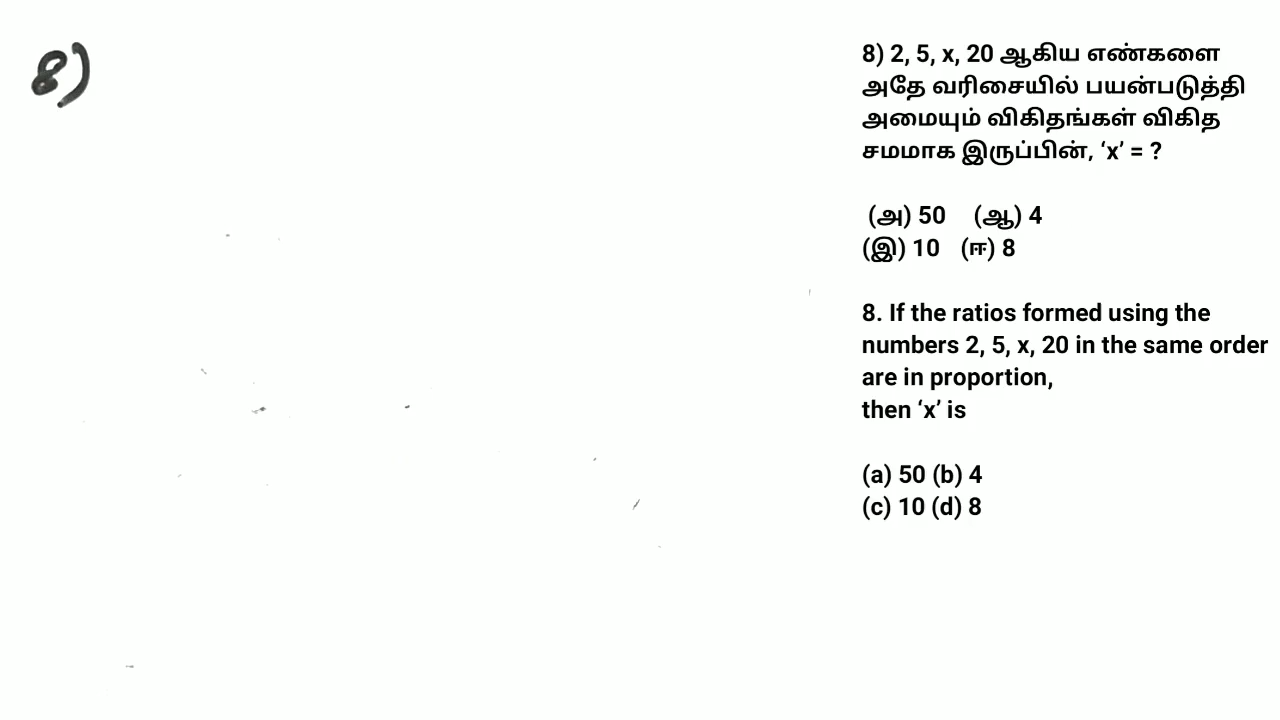 8)
8) 2, 5, x, 20 ஆகிய எண்களை
அதே வரிசையில் பயன்படுத்தி
அமையும் விகிதங்கள் விகித
சமமாக இருப்பின், ‘x’ = ?
(அ) 50 (ஆ) 4
(இ) 10 (ஈ) 8
8. If the ratios formed using the
numbers 2, 5, x, 20 in the same order
are in proportion,
then ‘x’ is
(a) 50 (b) 4
(c) 10 (d) 8